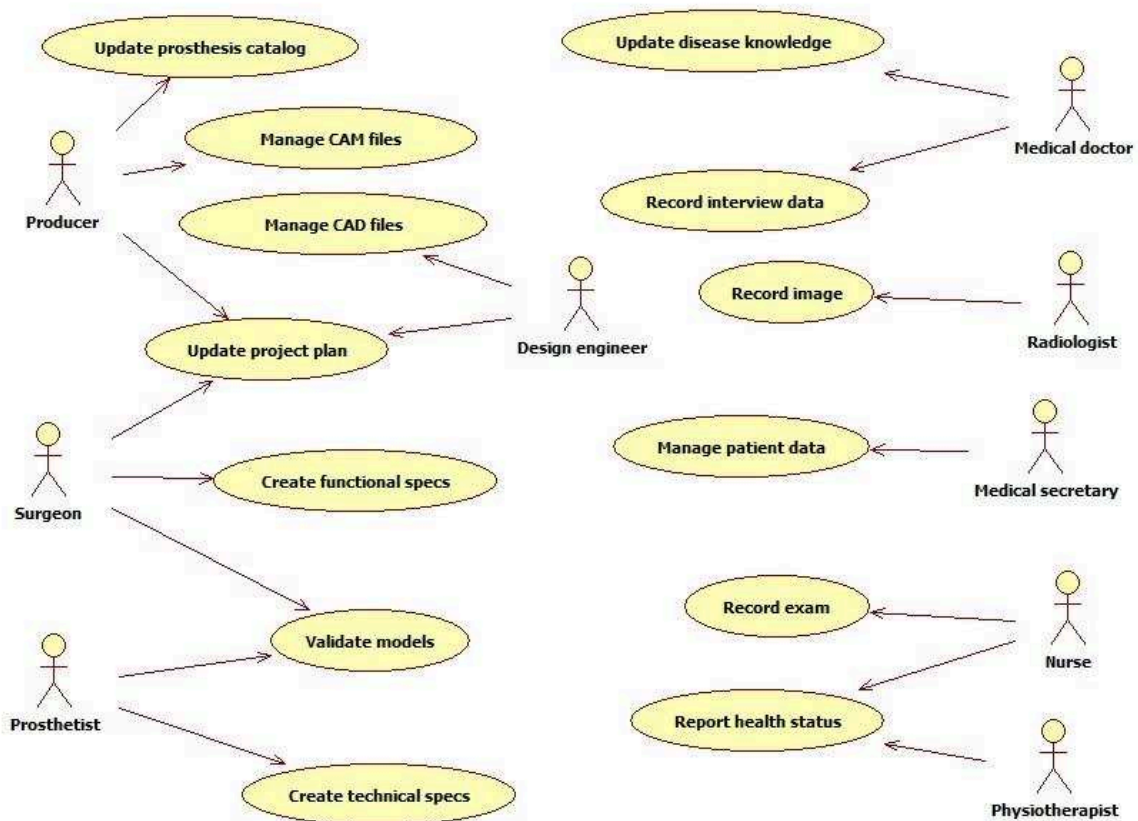 Update prosthesis catalog
Update disease knowledge
Manage CAM files
Medical doctor
Record interview data
Producer
Manage CAD files
Record image
Update project plan
Design engineer
Radiologist
Manage patient data
Create functional specs
Medical secretary
Surgeon
Record exam
Validate models
Nurse
Prosthetist
Report health status
Create technical specs
Physiotherapist